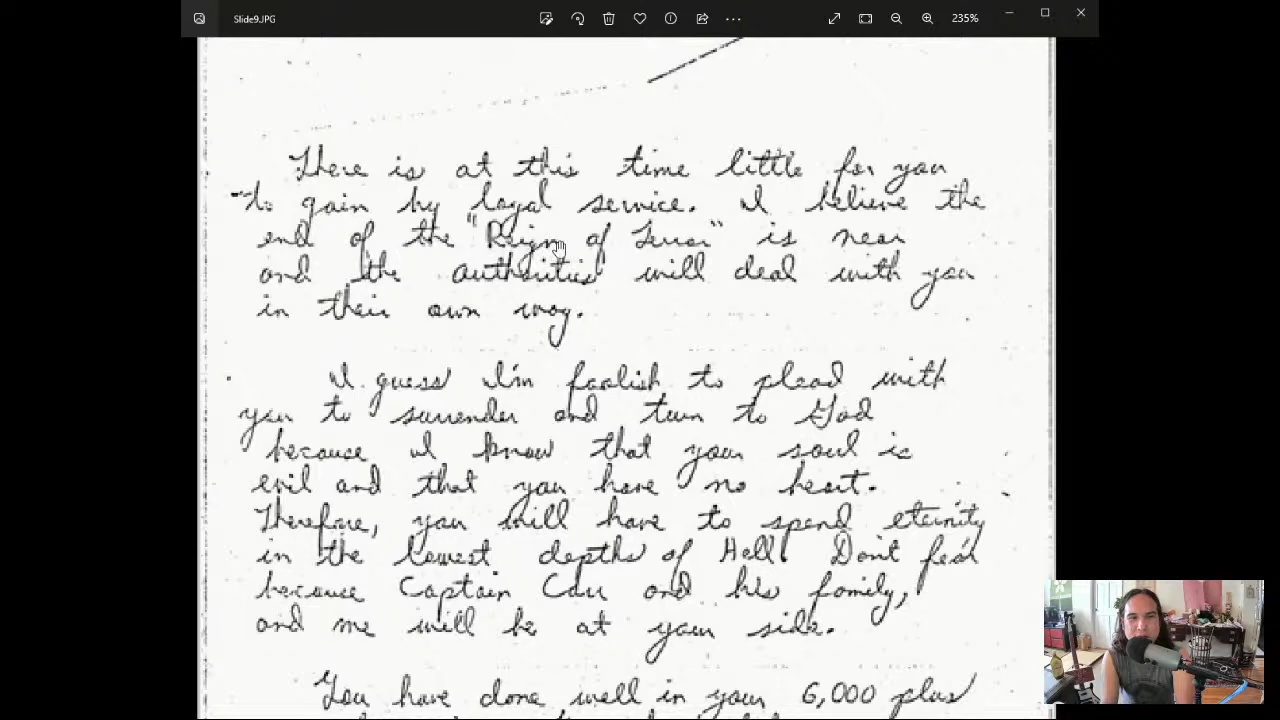 Slide9.JPG
235%
There is at this time little for you
to gain by loyal service. I believe the
end of the "Reign of Terror" is near
and the authorities will deal with you
in their own way.
I guess I'm foolish to plead with
you to surrender and turn to God
because I know that your soul is
evil and that you have no heart.
Therefore, you will have to spend eternity
in the lowest depths of Hell. Don't fear
because Captain Carr and his family,
and me will be at your side.
You have done well in your 6,000 plus